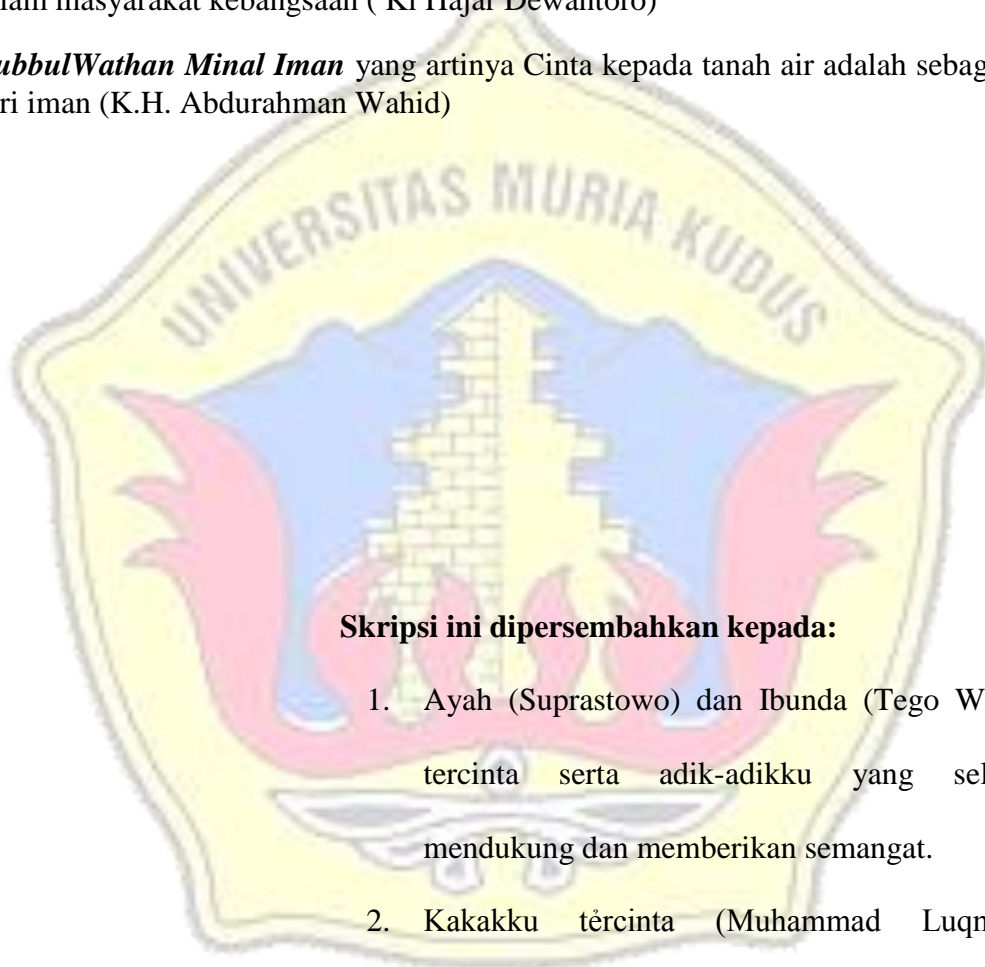 masyarakat kebangsaan ( Ki Hajar Dewantoro)
ubbulWathan Minal Iman yang artinya Cinta kepada tanah air adalah sebag
ri iman (K.H. Abdurahman Wahid)
UNIVERSITAS MURIA KUDUS
Skripsi ini dipersembahkan kepada:
1. Ayah (Suprastowo) dan Ibunda (Tego W
tercinta serta adik-adikku yang sel
mendukung dan memberikan semangat.
2. Kakakku tercinta (Muhammad Luqn